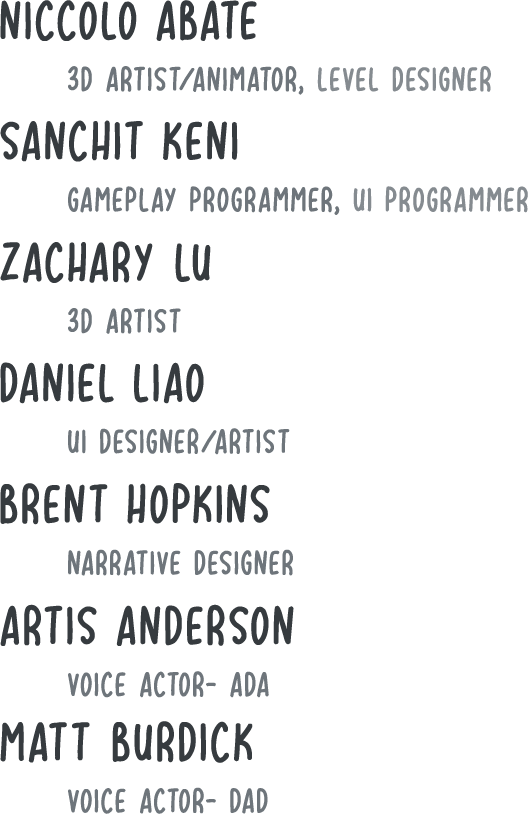 NICCOLO ABATE
3D ARTIST/ANIMATOR, LEVEL DESIGNER
SANCHIT KENI
GAMEPLAY PROGRAMMER, UI PROGRAMMER
ZACHARY LU
3D ARTIST
DANIEL LIAO
UI DESIGNER/ARTIST
BRENT HOPKINS
NARRATIVE DESIGNER
ARTIS ANDERSON
VOICE ACTOR- ADA
MATT BURDICK
VOICE ACTOR- DAD